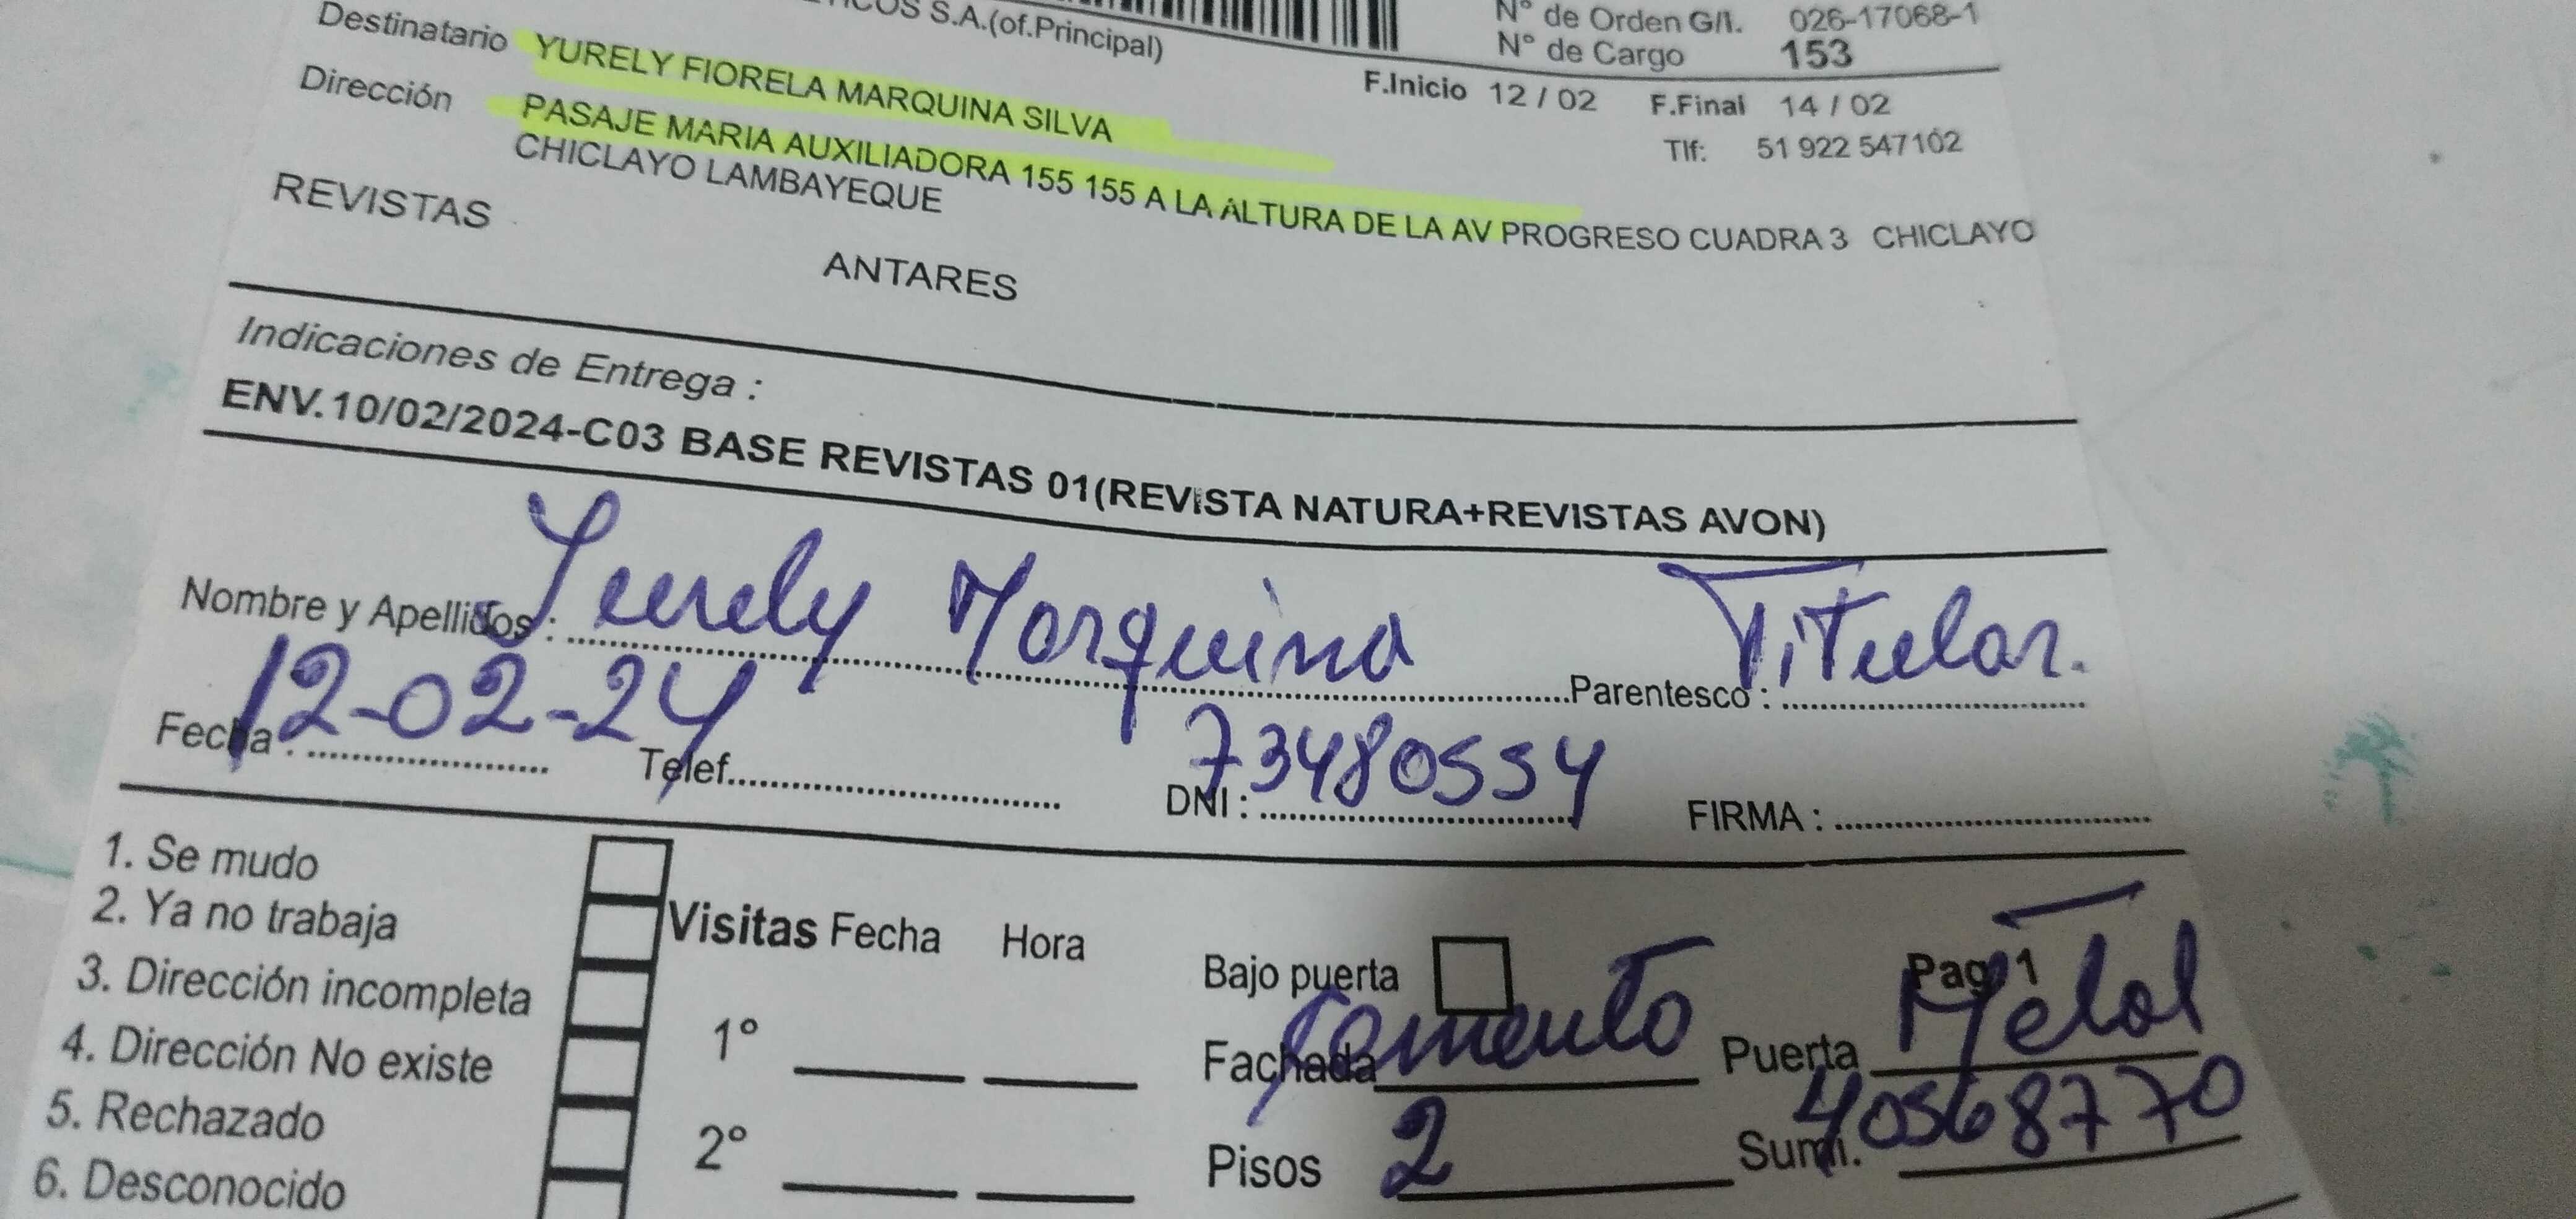 TICOS S.A.(of.Principal)
N° de Orden G/I. 026-17068-1
N° de Cargo 153
Destinatario YURELY FIORELA MARQUINA SILVA
F.Inicio 12 / 02 F.Final 14 / 02
Tlf: 51 922 547102
Dirección PASAJE MARIA AUXILIADORA 155 155 A LA ALTURA DE LA AV PROGRESO CUADRA 3 CHICLAYO
CHICLAYO LAMBAYEQUE
REVISTAS
ANTARES
Indicaciones de Entrega :
ENV.10/02/2024-C03 BASE REVISTAS 01(REVISTA NATURA+REVISTAS AVON)
Nombre y Apellidos : Yurely Marquina Parentesco : Titular.
Fecha : 12-02-24 Telef. DNI : 73480554 FIRMA :
1. Se mudo
2. Ya no trabaja
3. Dirección incompleta
4. Dirección No existe
5. Rechazado
6. Desconocido
Visitas Fecha Hora
1°
2°
Bajo puerta Pag 1
Fachada Puerta Metal
Pisos 2 Sumi. 40568770